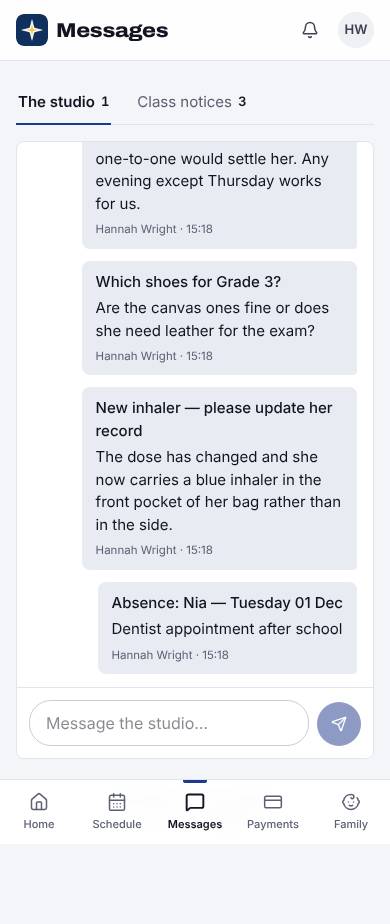 Messages
HW
The studio 1
Class notices 3
one-to-one would settle her. Any
evening except Thursday works
for us.
Hannah Wright · 15:18
Which shoes for Grade 3?
Are the canvas ones fine or does
she need leather for the exam?
Hannah Wright · 15:18
New inhaler — please update her
record
The dose has changed and she
now carries a blue inhaler in the
front pocket of her bag rather than
in the side.
Hannah Wright · 15:18
Absence: Nia — Tuesday 01 Dec
Dentist appointment after school
Hannah Wright · 15:18
Message the studio...
Home
Schedule
Messages
Payments
Family